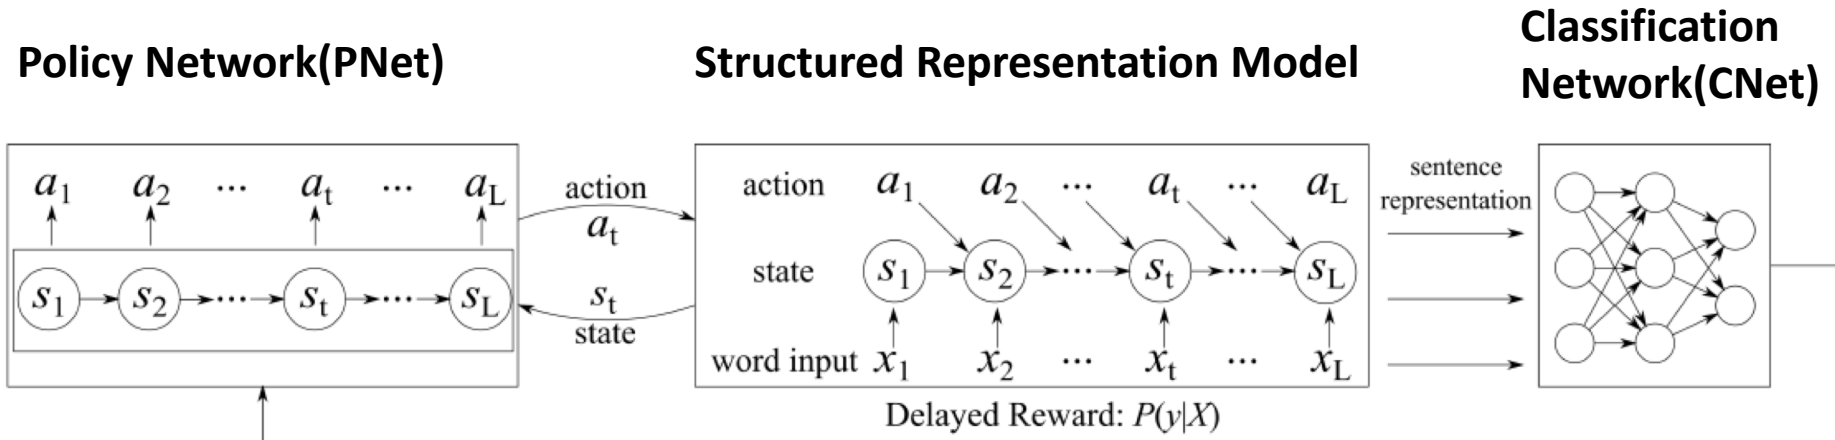 Policy Network(PNet)
Structured Representation Model
Classification
Network(CNet)
a1 a2 ... at ... aL
s1 s2 ... st ... sL
action
at
st
state
action a1 a2 ... at ... aL
state s1 s2 ... st ... sL
word input x1 x2 ... xt ... xL
sentence
representation
Delayed Reward: P(y|X)